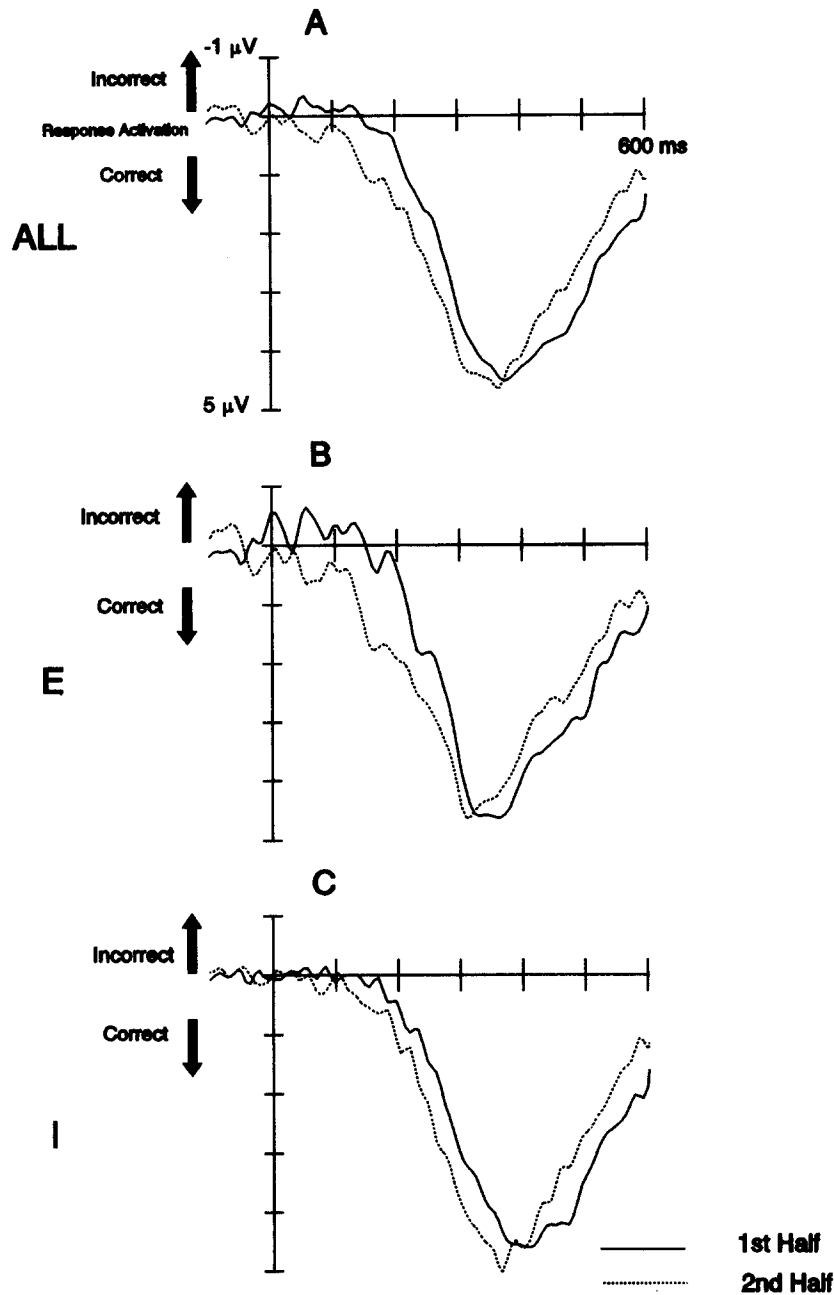 A
-1 μV
Incorrect
Response Activation
600 ms
Correct
ALL
5 μV
B
Incorrect
Correct
E
C
Incorrect
Correct
I
1st Half
2nd Half